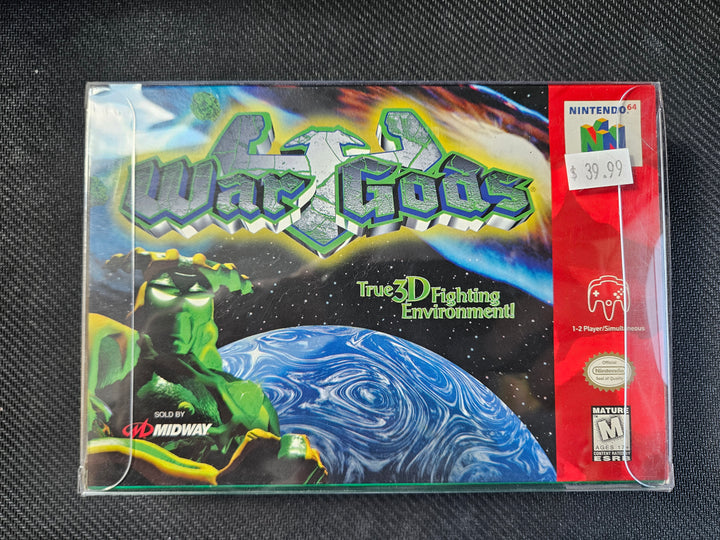 War Gods
NINTENDO 64
N
$ 39.99
True 3D Fighting
Environment!
1-2 Player/Simultaneous
SOLD BY
MIDWAY
Official
Nintendo
Seal of Quality
MATURE
M
AGES 17+
CONTENT RATED BY
ESRB